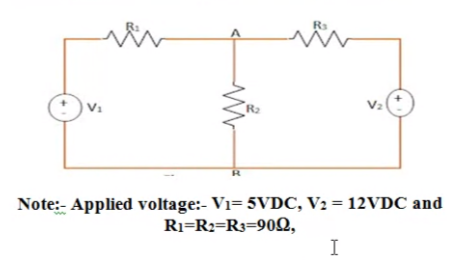 R₁
A
R₃
+
-
V₁
R₂
V₂
+
-
B
Note:- Applied voltage:- V₁= 5VDC, V₂ = 12VDC and
R₁=R₂=R₃=90Ω,